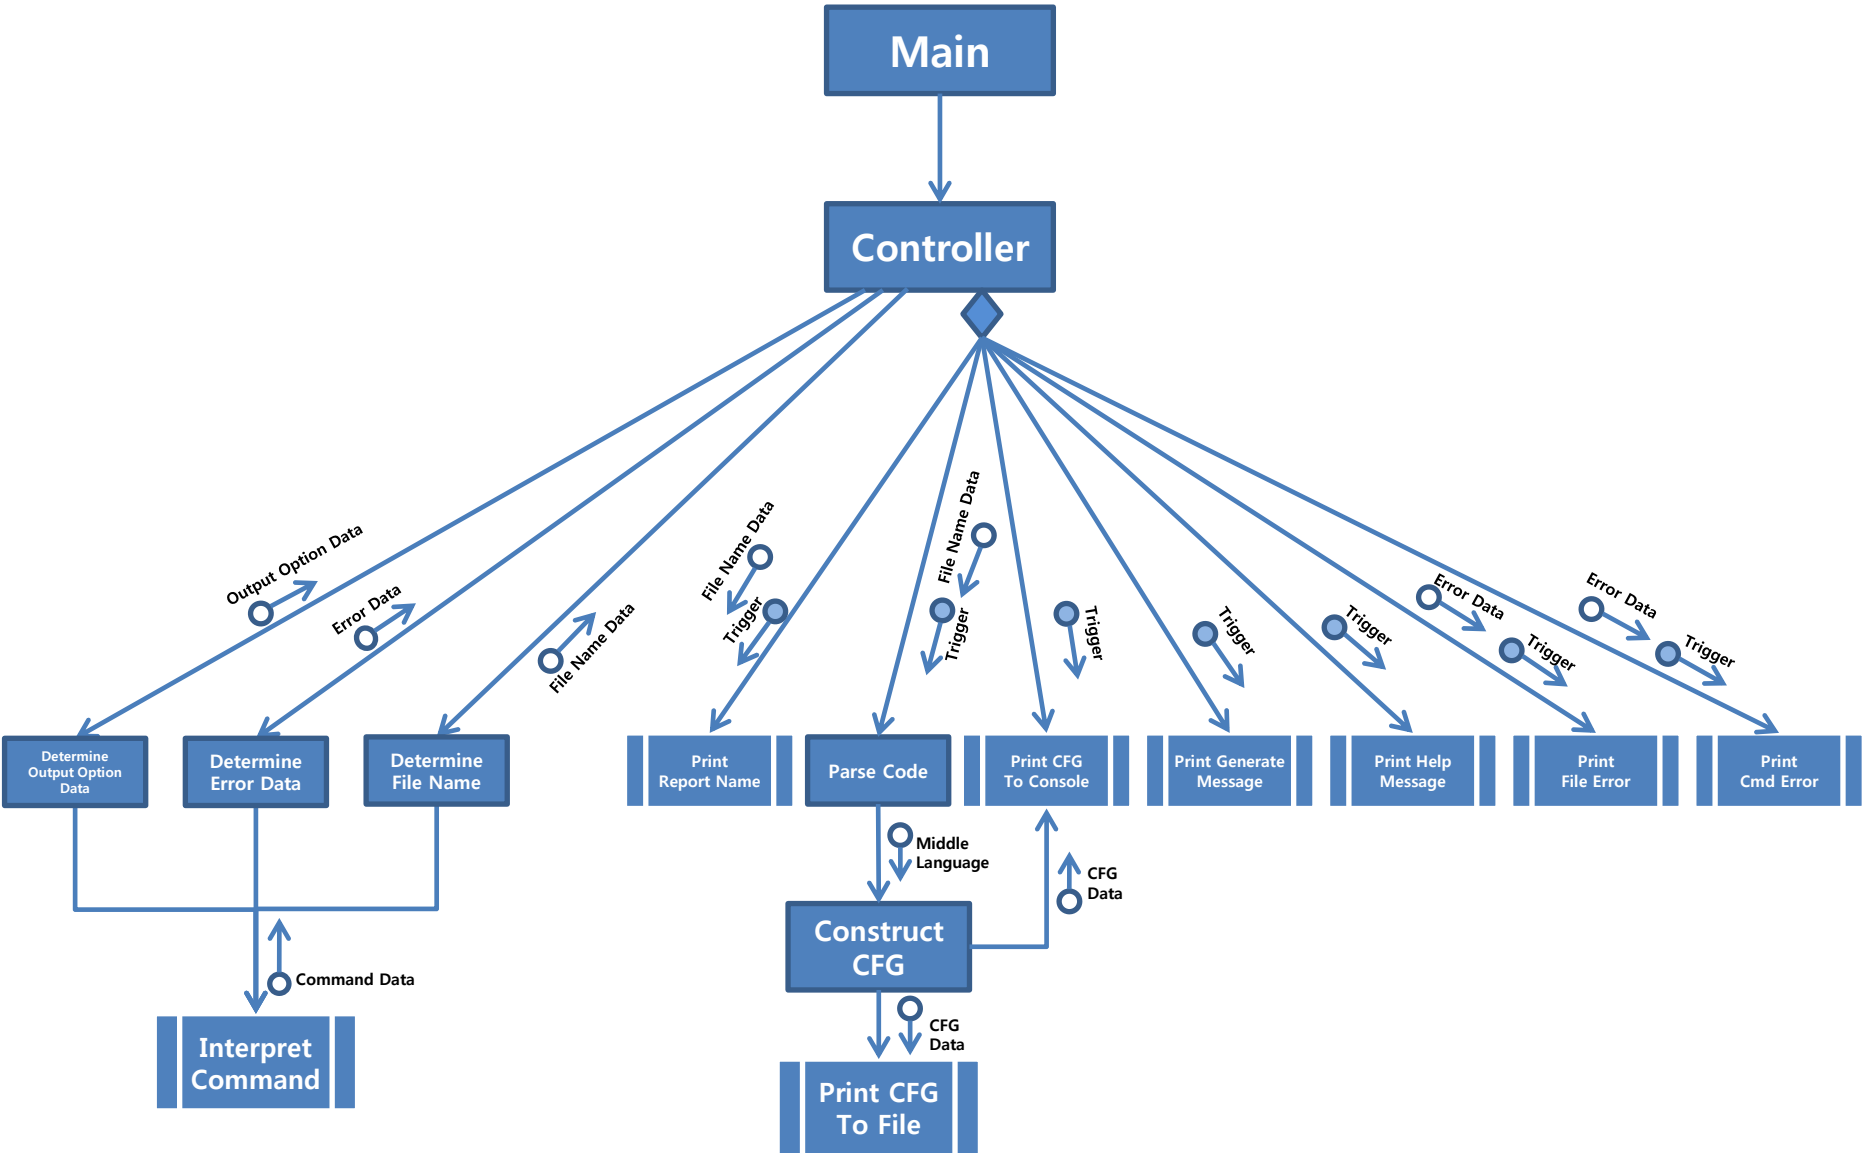 Main
Controller
Output Option Data
Error Data
File Name Data
File Name Data
Trigger
File Name Data
Trigger
Trigger
Trigger
Trigger
Error Data
Trigger
Error Data
Trigger
Determine
Output Option
Data
Determine
Error Data
Determine
File Name
Print
Report Name
Parse Code
Print CFG
To Console
Print Generate
Message
Print Help
Message
Print
File Error
Print
Cmd Error
Middle
Language
CFG
Data
Construct
CFG
Command Data
CFG
Data
Interpret
Command
Print CFG
To File